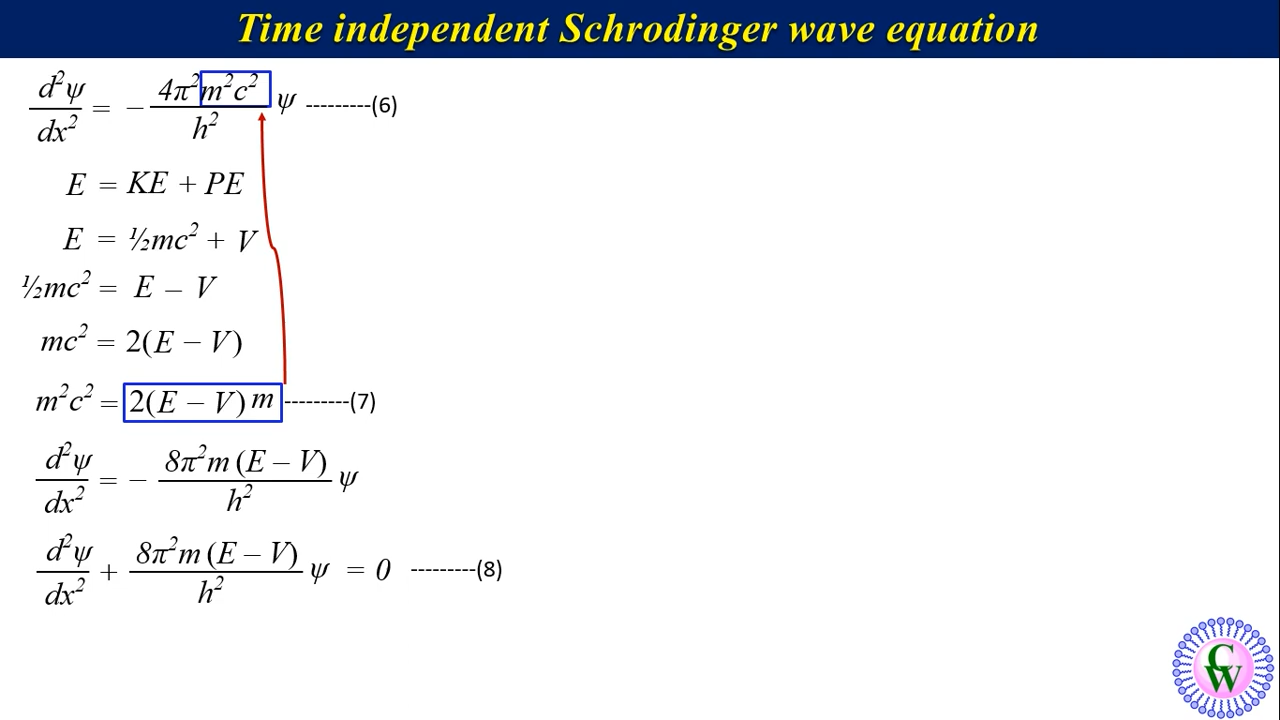 Time independent Schrodinger wave equation
d²ψ/dx² = − 4π²m²c²/h² ψ ---------(6)
E = KE + PE
E = ½mc² + V
½mc² = E − V
mc² = 2(E − V)
m²c² = 2(E − V) m ---------(7)
d²ψ/dx² = − 8π²m (E − V)/h² ψ
d²ψ/dx² + 8π²m (E − V)/h² ψ = 0 ---------(8)
C
W